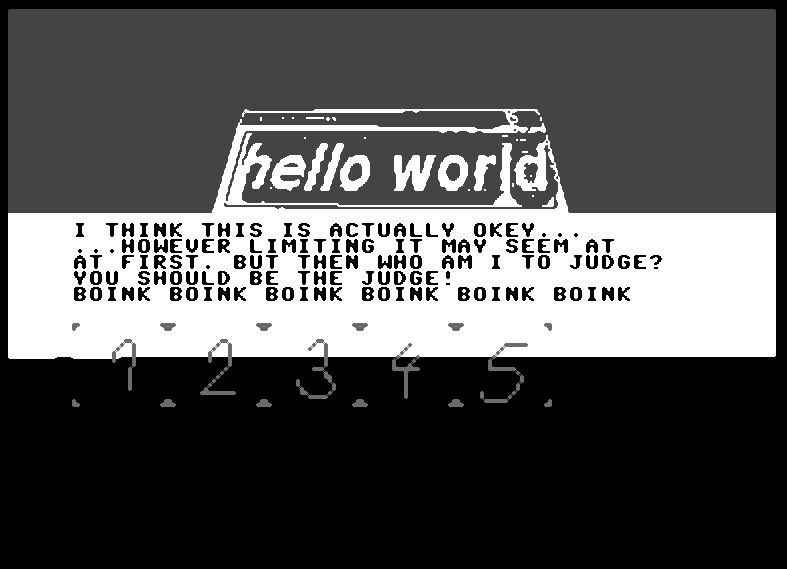 hello world
I THINK THIS IS ACTUALLY OKEY...
...HOWEVER LIMITING IT MAY SEEM AT
AT FIRST. BUT THEN WHO AM I TO JUDGE?
YOU SHOULD BE THE JUDGE!
BOINK BOINK BOINK BOINK BOINK BOINK
1 2 3 4 5